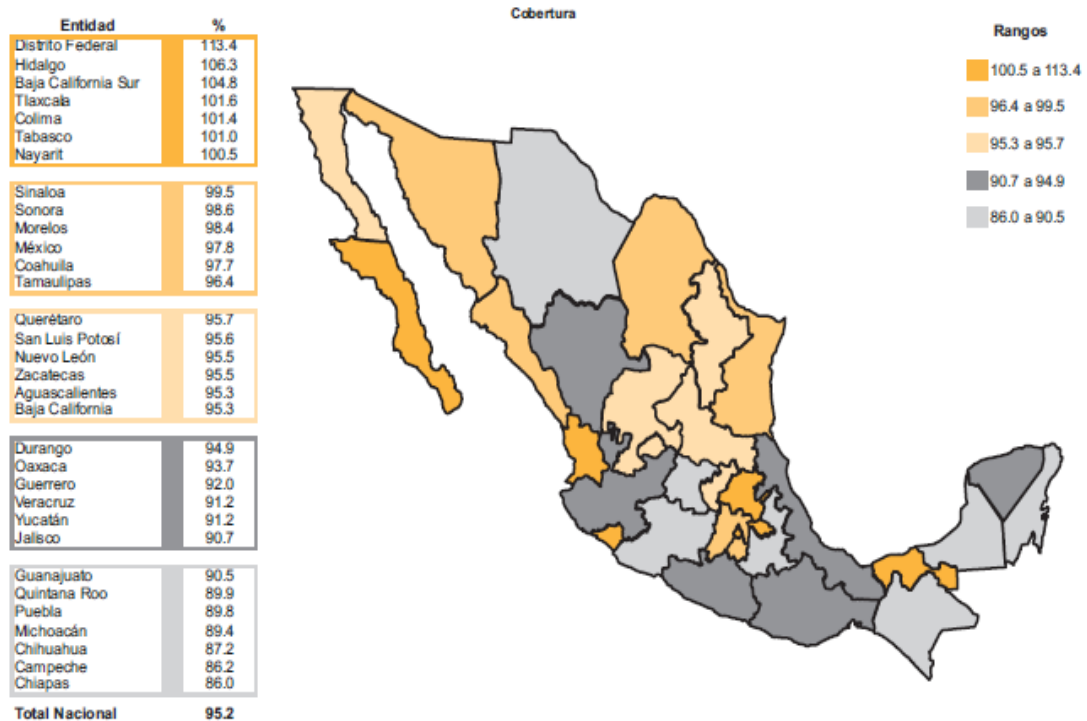 Cobertura
Entidad %
Distrito Federal 113.4
Hidalgo 106.3
Baja California Sur 104.8
Tlaxcala 101.6
Colima 101.4
Tabasco 101.0
Nayarit 100.5
Sinaloa 99.5
Sonora 98.6
Morelos 98.4
México 97.8
Coahuila 97.7
Tamaulipas 96.4
Querétaro 95.7
San Luis Potosí 95.6
Nuevo León 95.5
Zacatecas 95.5
Aguascalientes 95.3
Baja California 95.3
Durango 94.9
Oaxaca 93.7
Guerrero 92.0
Veracruz 91.2
Yucatán 91.2
Jalisco 90.7
Guanajuato 90.5
Quintana Roo 89.9
Puebla 89.8
Michoacán 89.4
Chihuahua 87.2
Campeche 86.2
Chiapas 86.0
Total Nacional 95.2
Rangos
100.5 a 113.4
96.4 a 99.5
95.3 a 95.7
90.7 a 94.9
86.0 a 90.5